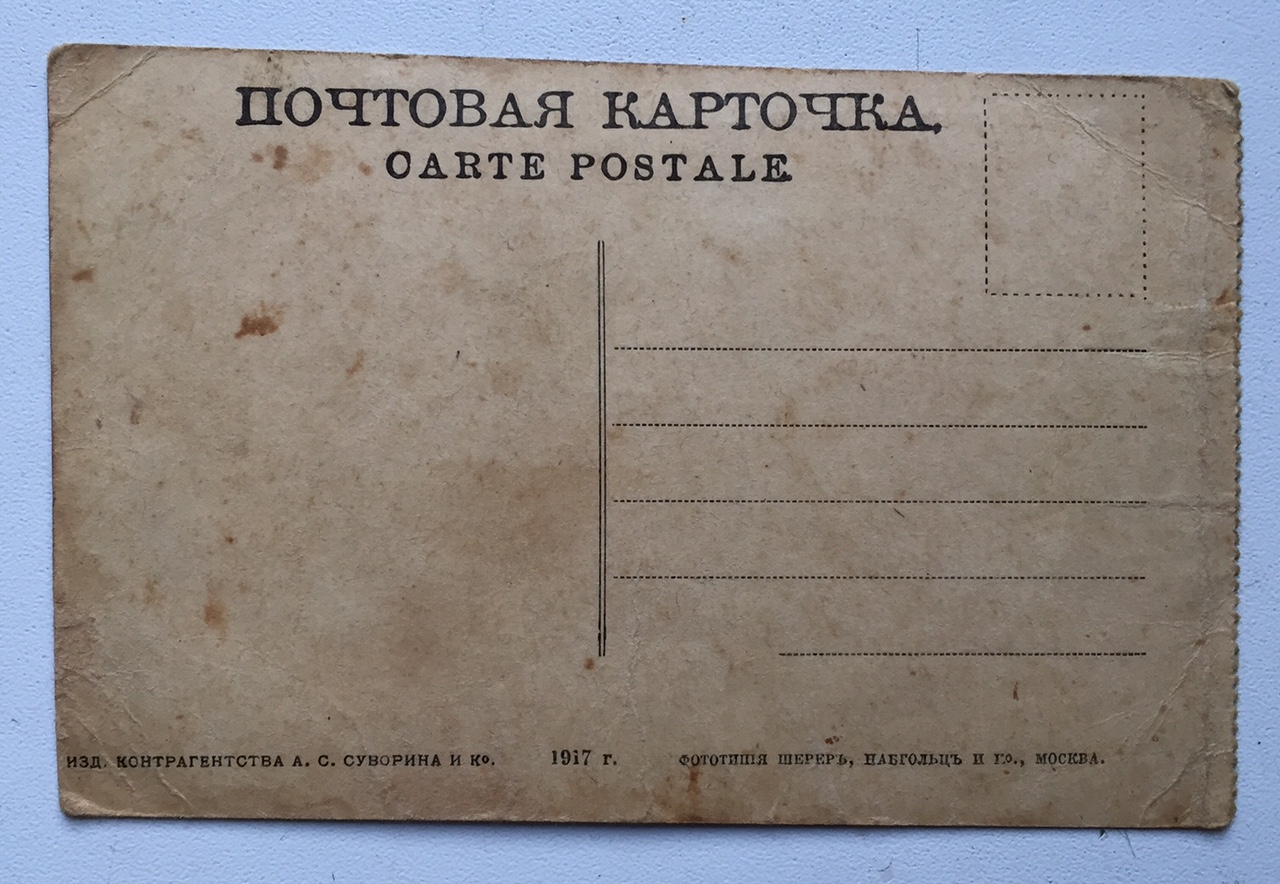 ПОЧТОВАЯ КАРТОЧКА.
CARTE POSTALE
ИЗД. КОНТРАГЕНТСТВА А. С. СУВОРИНА И Ко. 1917 г. ФОТОТИПІЯ ШЕРЕРЪ, НАБГОЛЬЦЪ И Ко., МОСКВА.